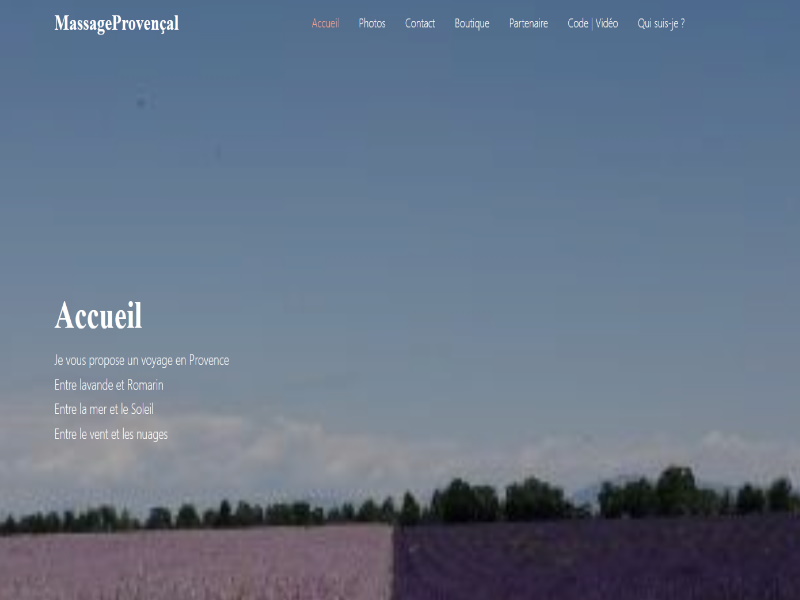 MassageProvençal
Accueil Photos Contact Boutique Partenaire Code | Vidéo Qui suis-je ?
Accueil
Je vous propose un voyage en Provence
Entre lavande et Romarin
Entre la mer et le Soleil
Entre le vent et les nuages